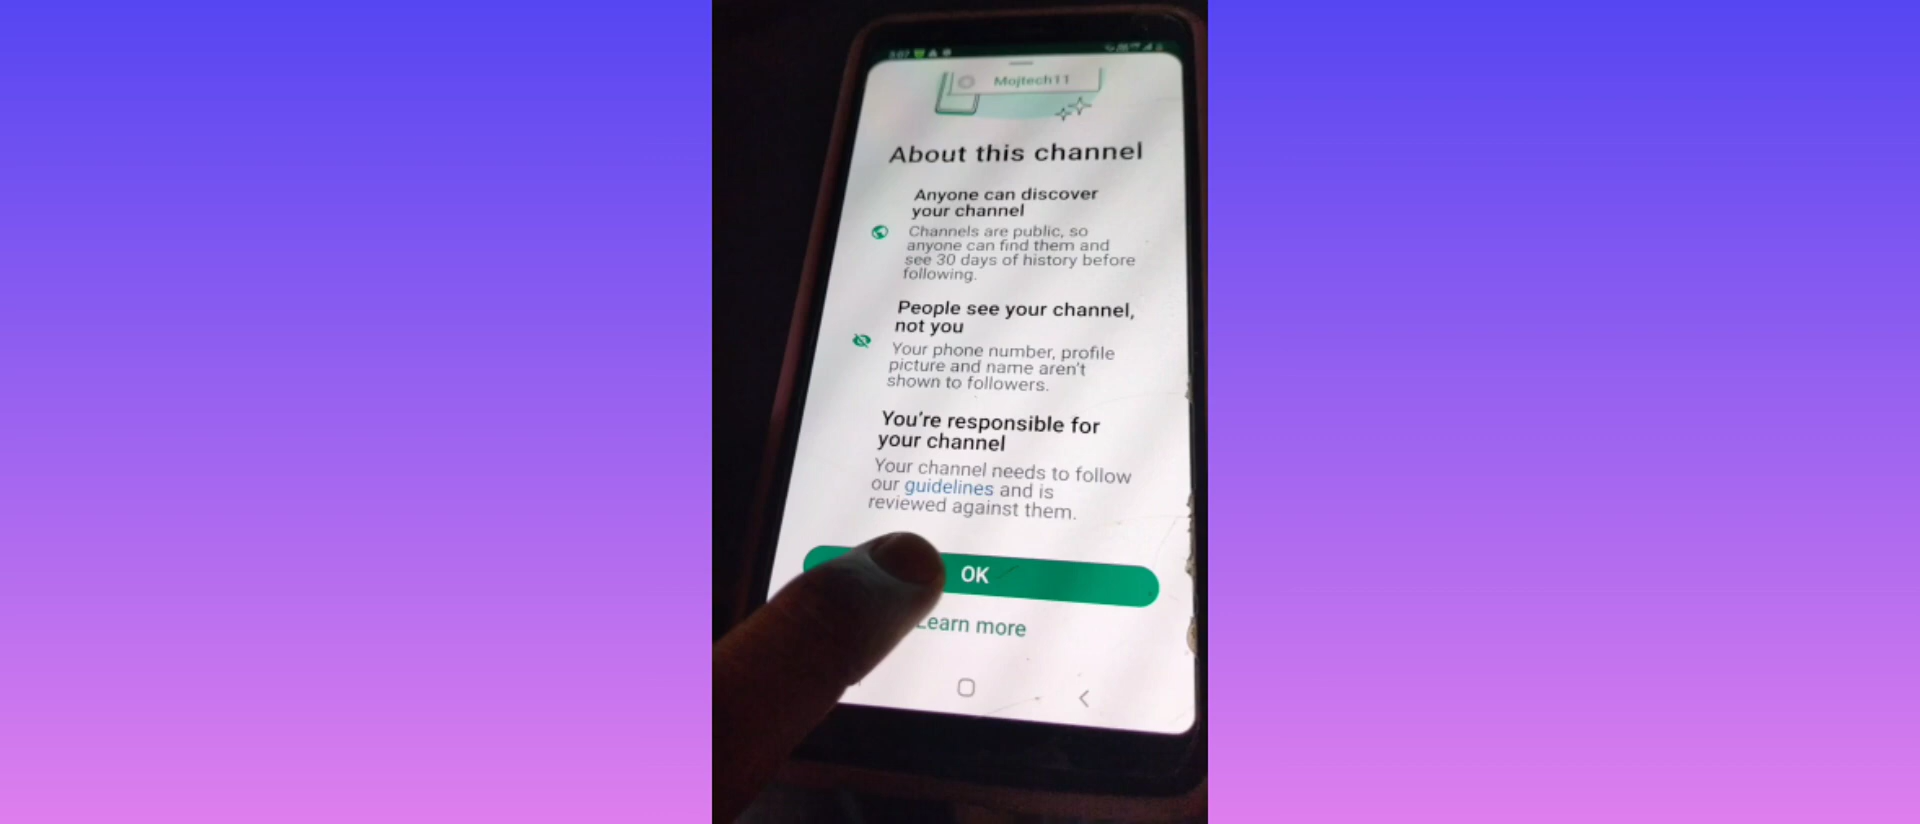 Mojtech11
About this channel
Anyone can discover
your channel
Channels are public, so
anyone can find them and
see 30 days of history before
following.
People see your channel,
not you
Your phone number, profile
picture and name aren't
shown to followers.
You're responsible for
your channel
Your channel needs to follow
our guidelines and is
reviewed against them.
OK
Learn more